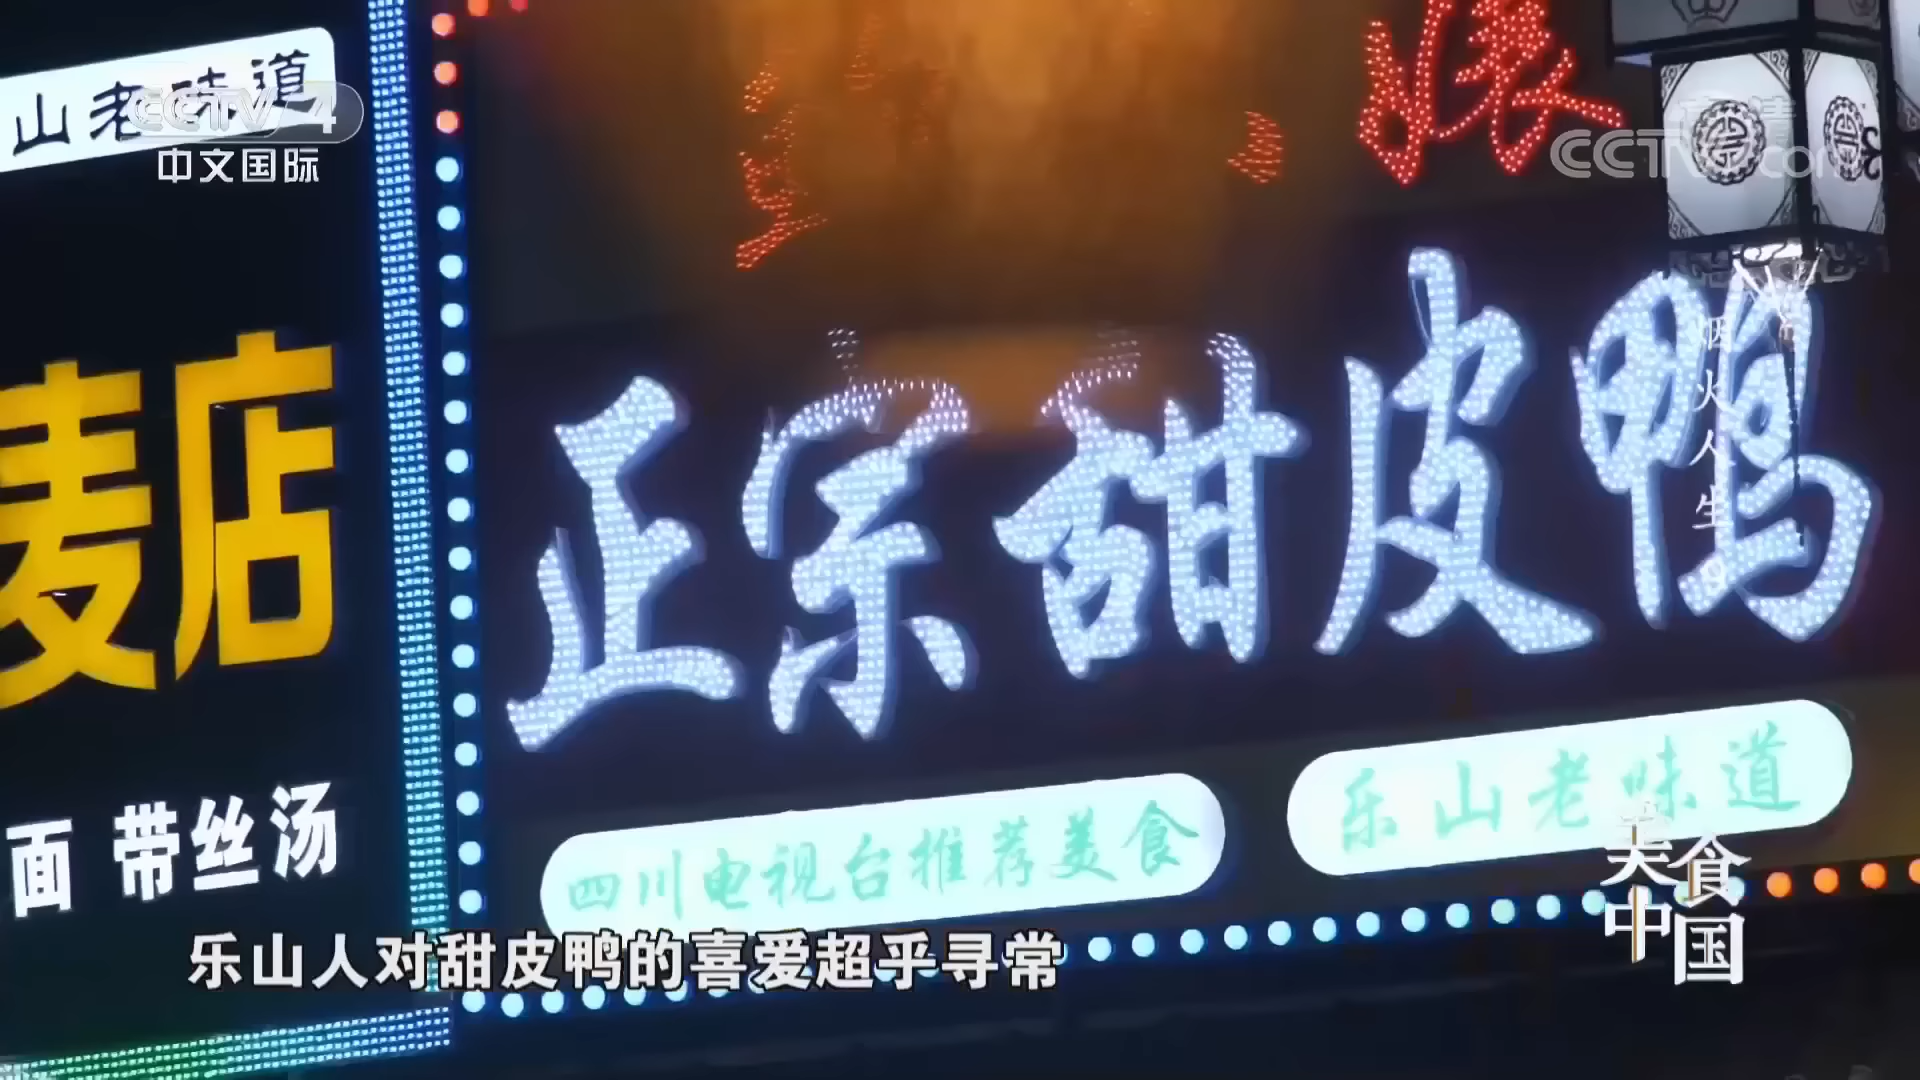 山老味道
CCTV 4
中文国际
CCTV.com
麦店
面 带丝汤
正宗甜皮鸭
烟火人生
四川电视台推荐美食
乐山老味道
美食中国
乐山人对甜皮鸭的喜爱超乎寻常